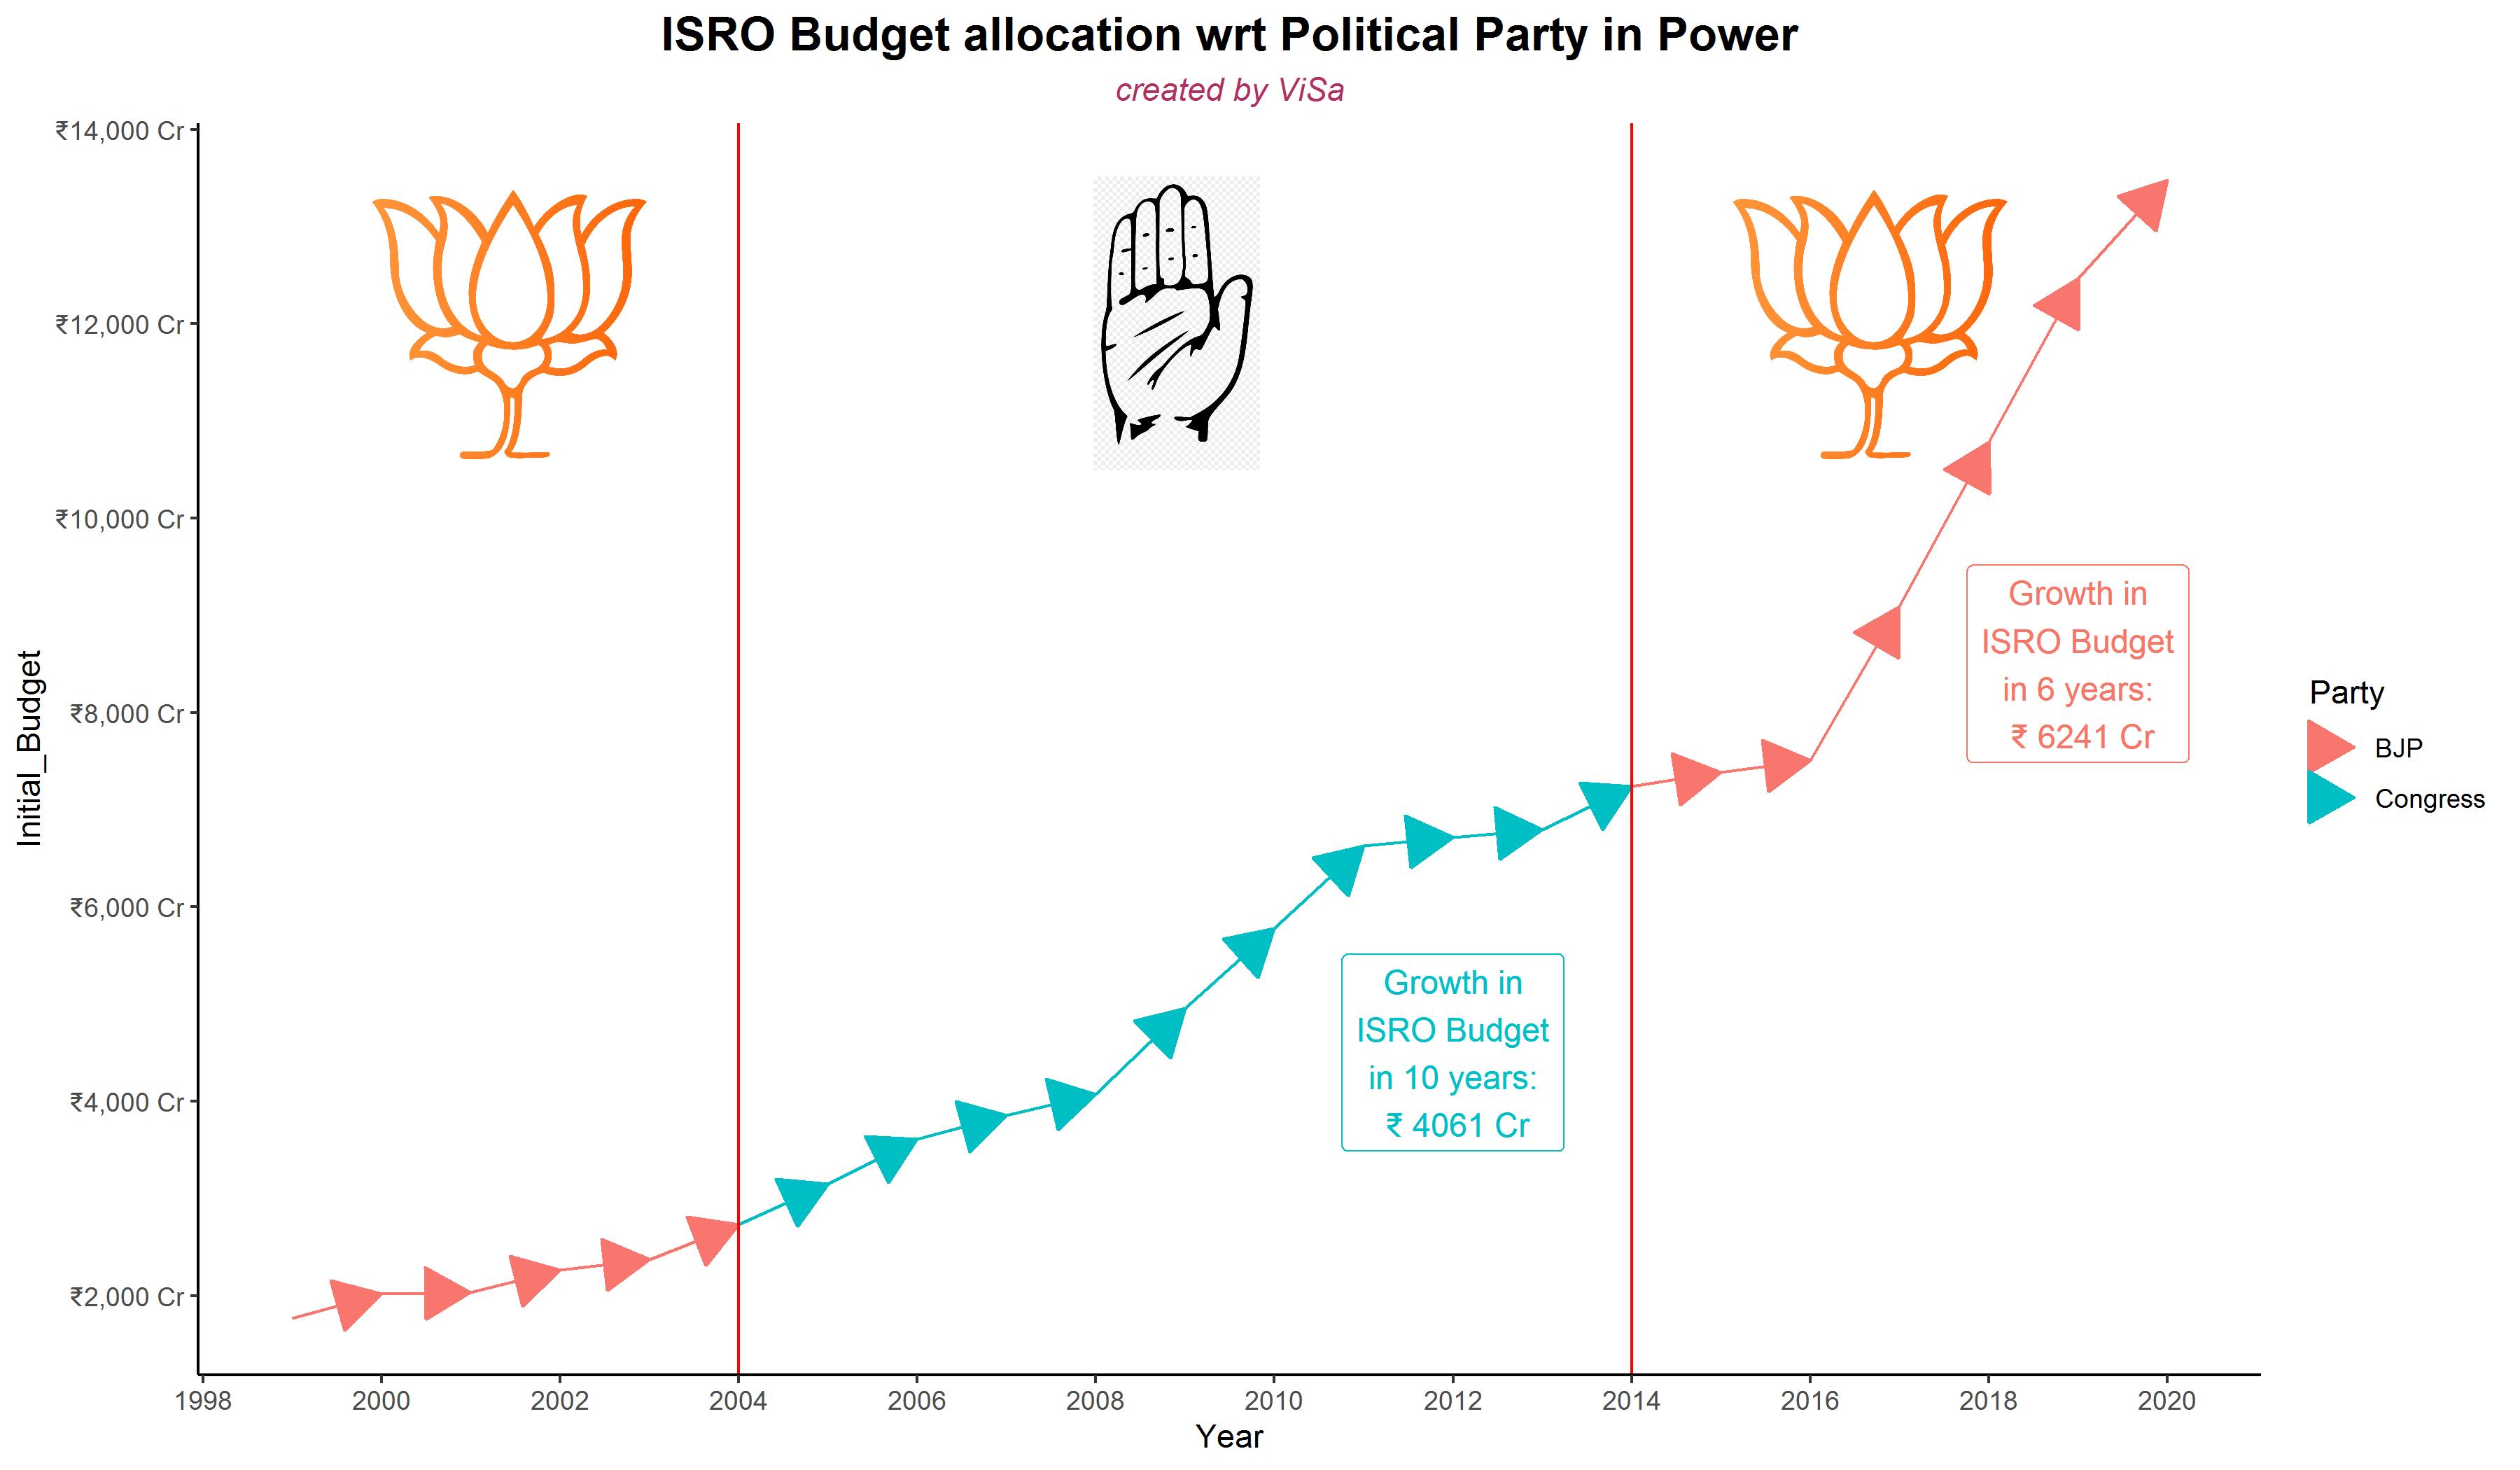 ISRO Budget allocation wrt Political Party in Power
created by ViSa
₹14,000 Cr
₹12,000 Cr
₹10,000 Cr
₹8,000 Cr
₹6,000 Cr
₹4,000 Cr
₹2,000 Cr
Initial_Budget
Growth in
ISRO Budget
in 10 years:
₹ 4061 Cr
Growth in
ISRO Budget
in 6 years:
₹ 6241 Cr
Party
BJP
Congress
1998 2000 2002 2004 2006 2008 2010 2012 2014 2016 2018 2020
Year